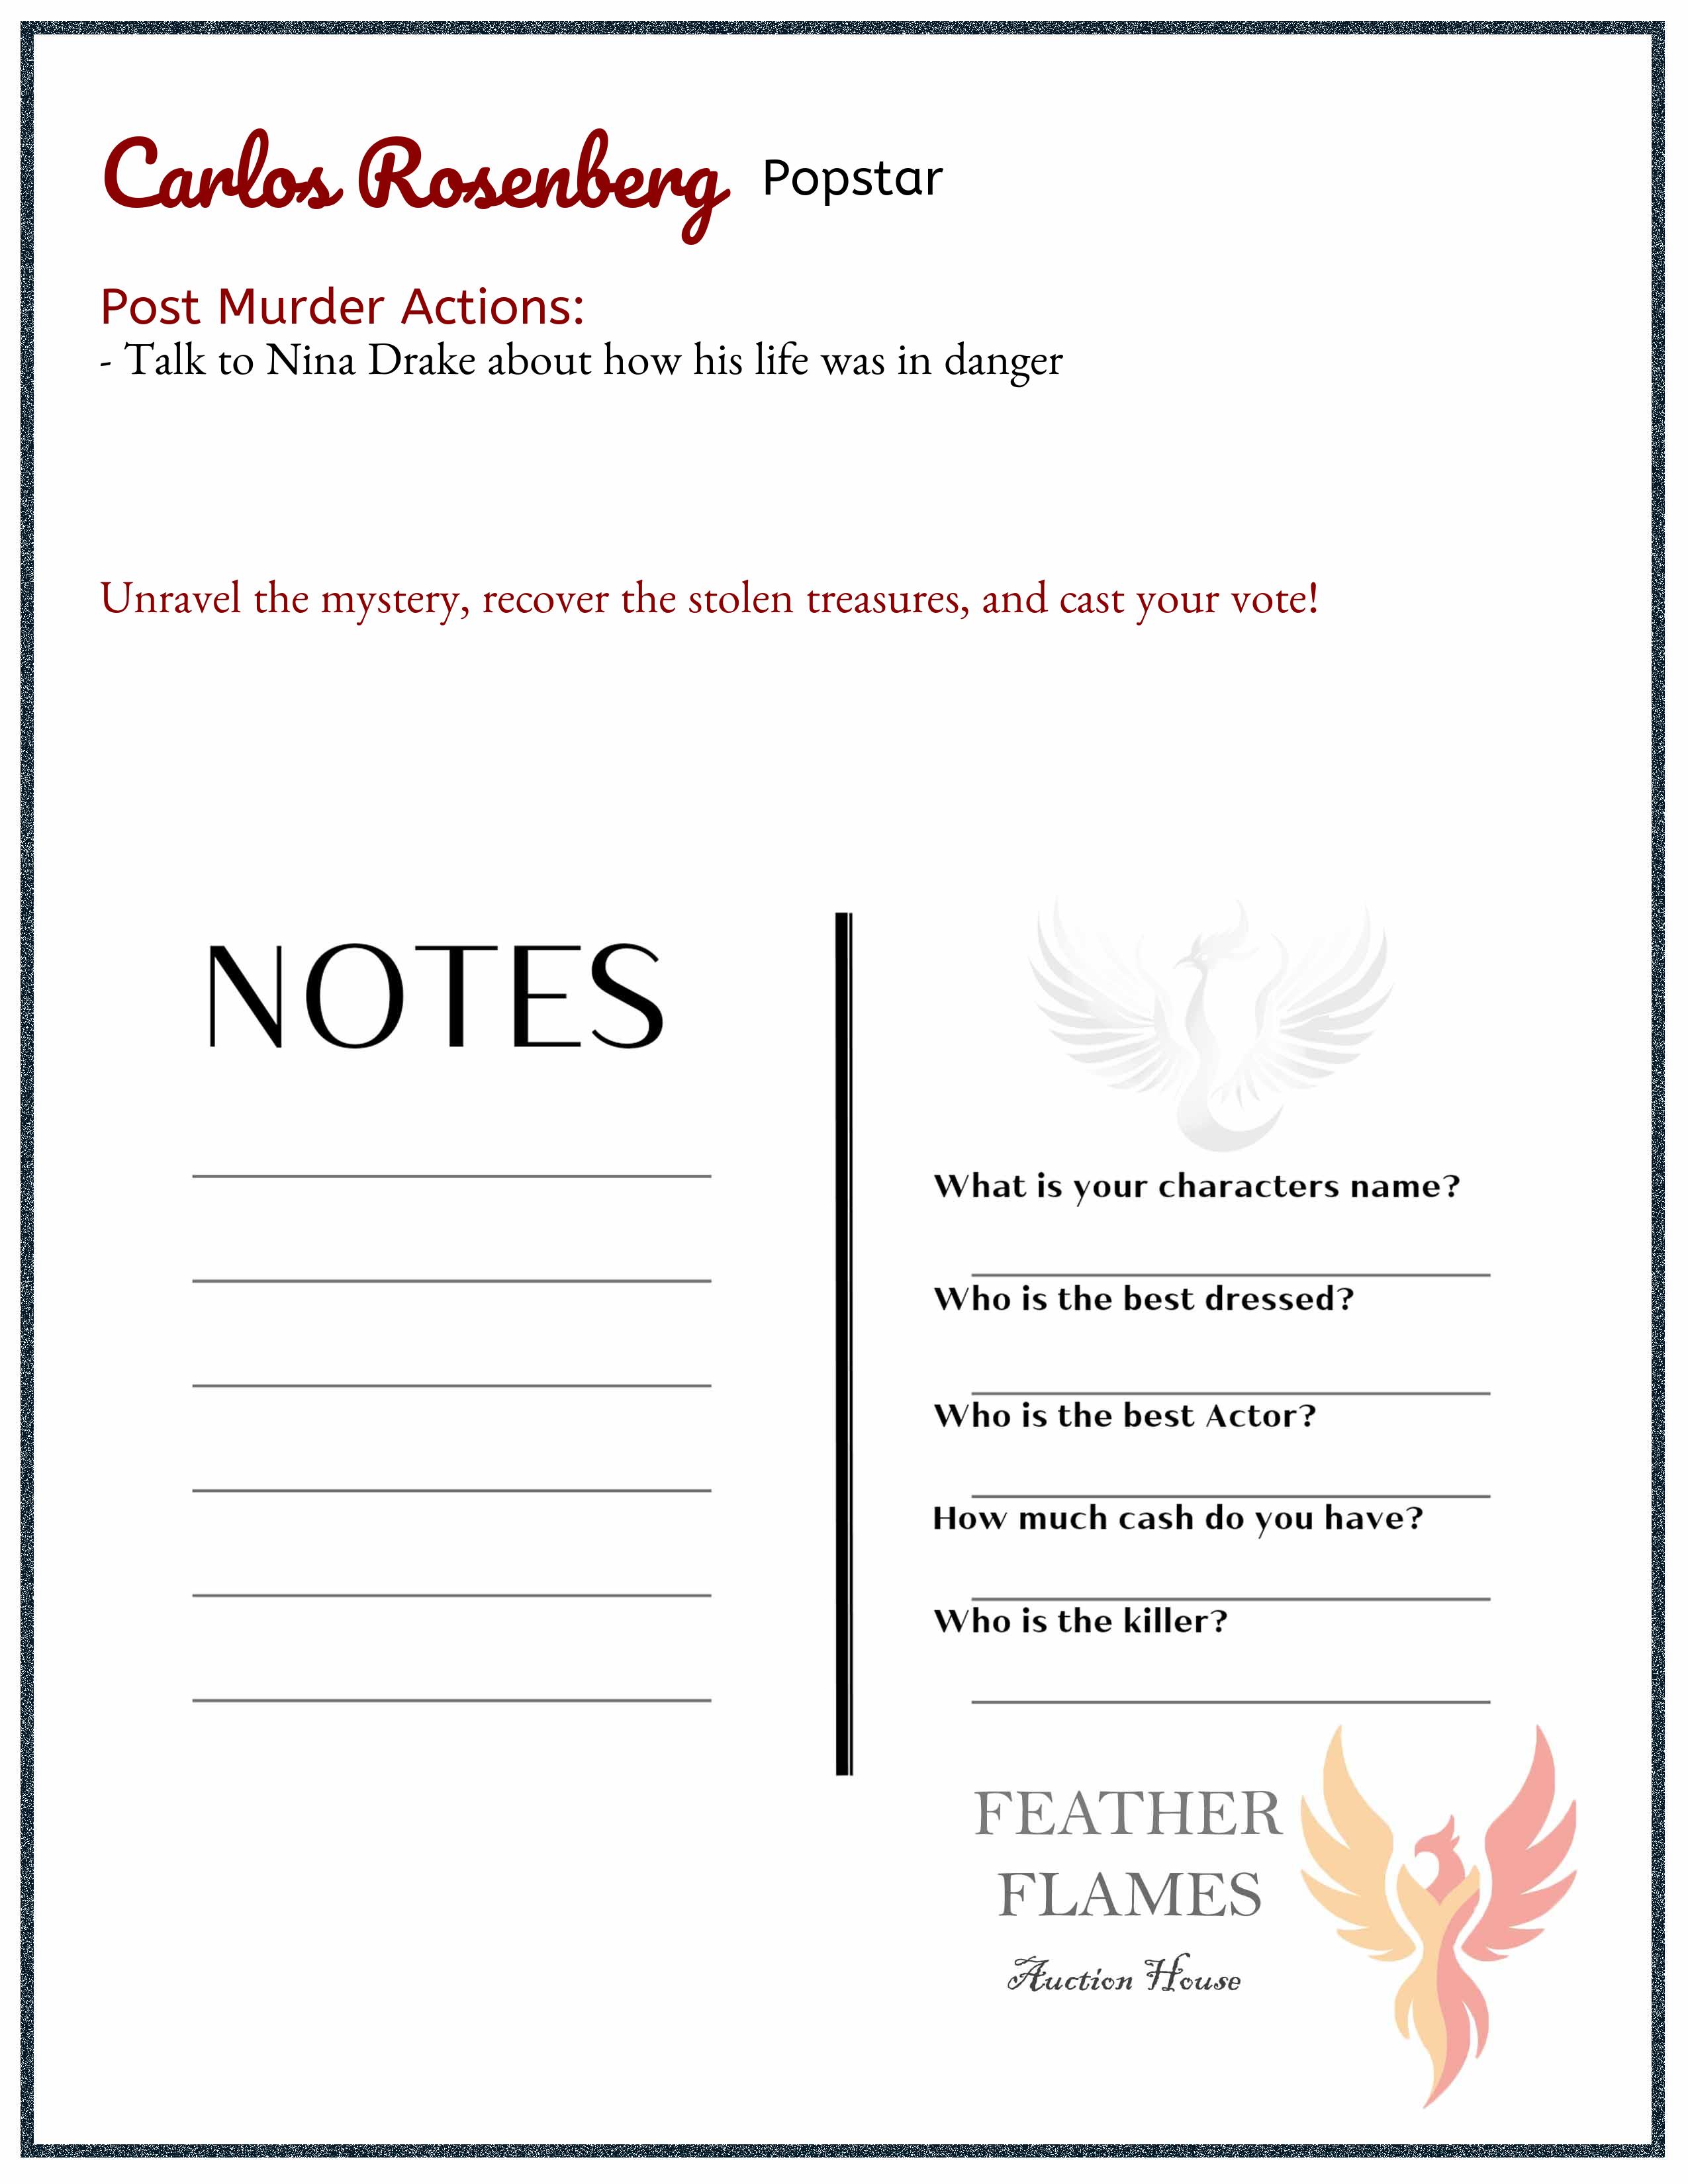 Carlos Rosenberg Popstar
Post Murder Actions:
- Talk to Nina Drake about how his life was in danger
Unravel the mystery, recover the stolen treasures, and cast your vote!
NOTES
What is your characters name?
Who is the best dressed?
Who is the best Actor?
How much cash do you have?
Who is the killer?
FEATHER
FLAMES
Auction House